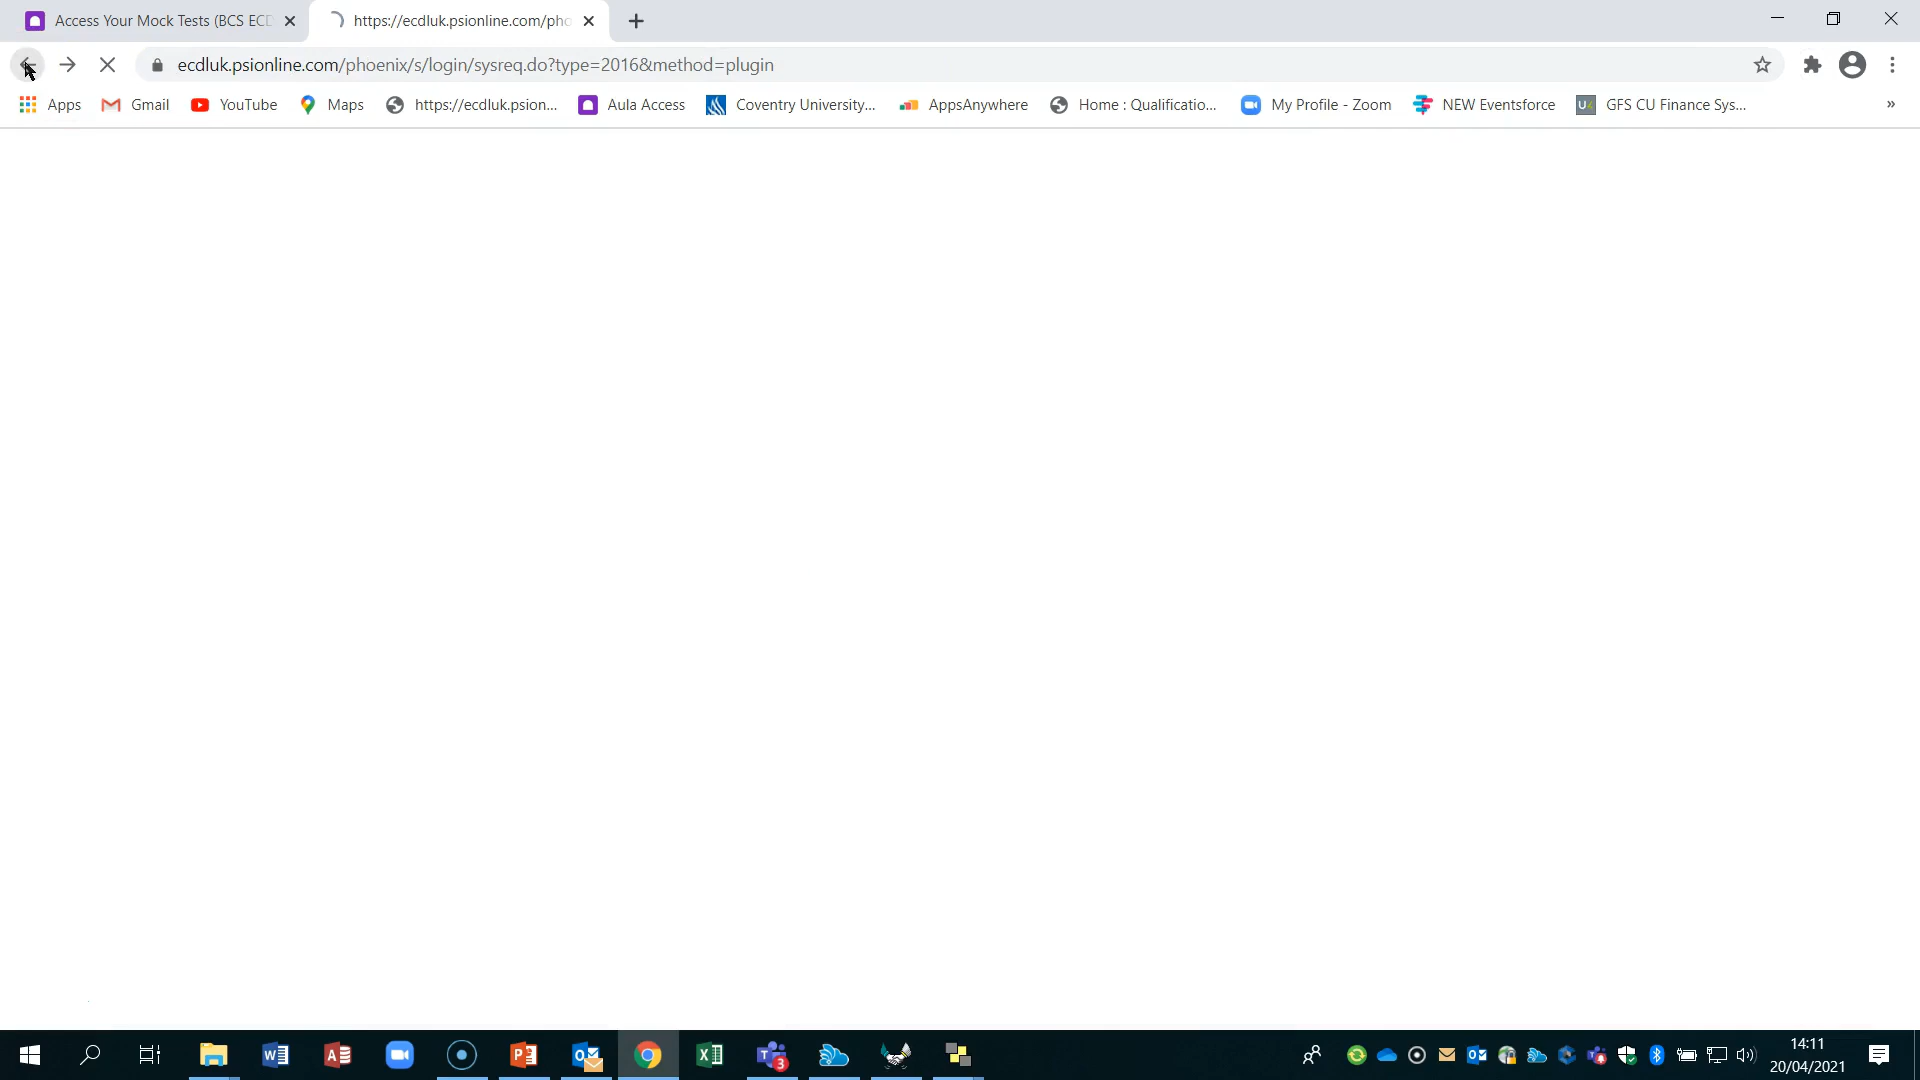 Access Your Mock Tests (BCS ECD
https://ecdluk.psionline.com/pho
ecdluk.psionline.com/phoenix/s/login/sysreq.do?type=2016&method=plugin
Apps
Gmail
YouTube
Maps
https://ecdluk.psion...
Aula Access
Coventry University...
AppsAnywhere
Home : Qualificatio...
My Profile - Zoom
NEW Eventsforce
U4
GFS CU Finance Sys...
»
3
14:11
20/04/2021